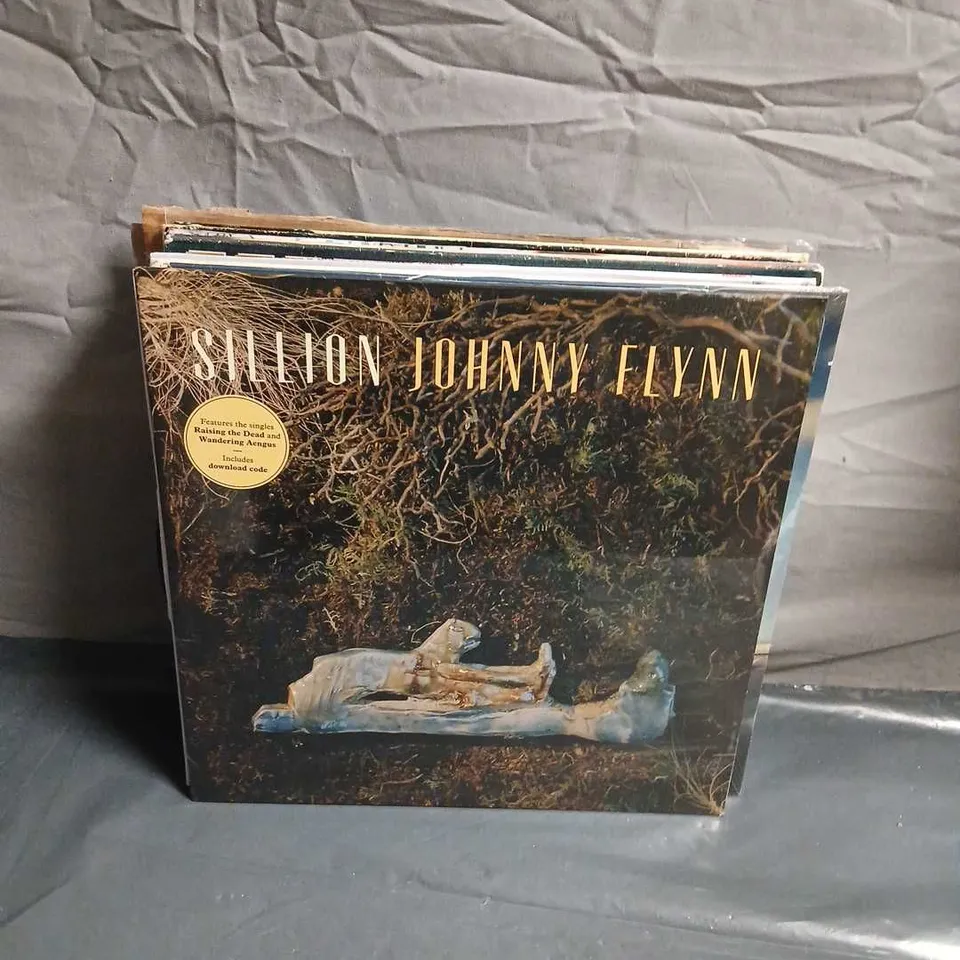 SILLION JOHNNY FLYNN
Features the singles
Raising the Dead and
Wandering Aengus
Includes
download code